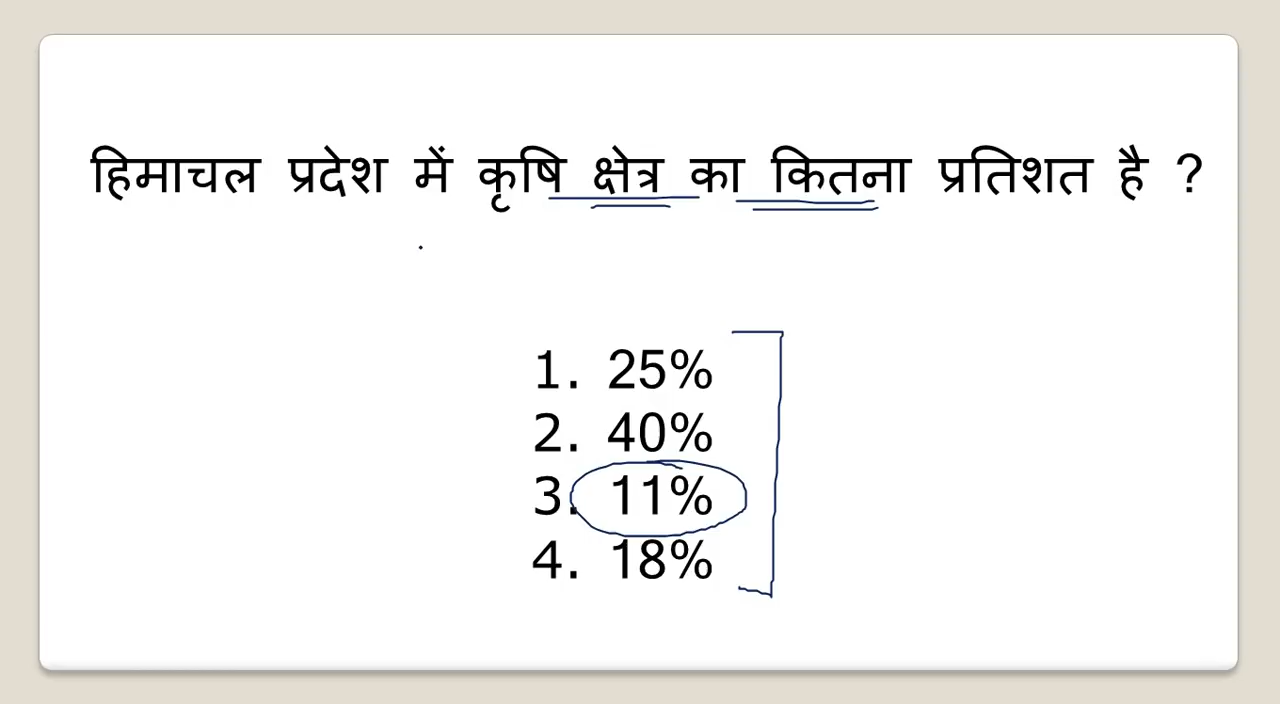 हिमाचल प्रदेश में कृषि क्षेत्र का कितना प्रतिशत है ?
1. 25%
2. 40%
3. 11%
4. 18%